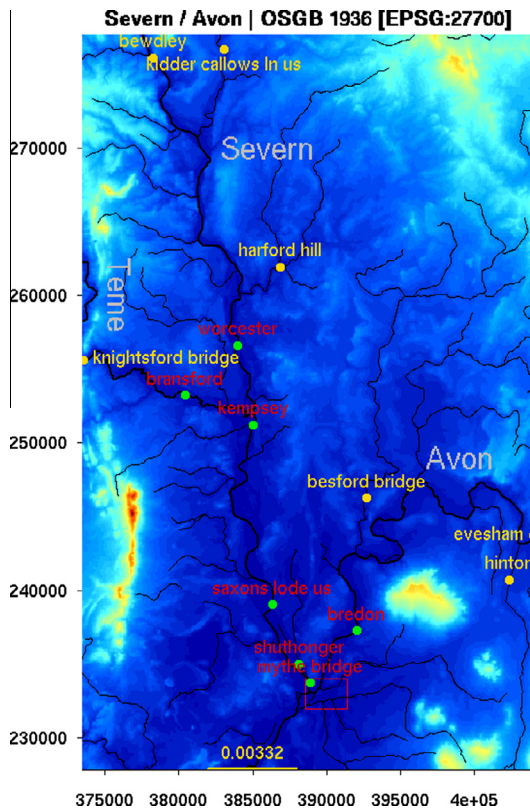 Severn / Avon | OSGB 1936 [EPSG:27700]
bewdley
kidder callows ln us
270000
Severn
harford hill
260000
Teme
worcester
knightsford bridge
bransford
kempsey
250000
Avon
besford bridge
evesham
hinton
240000
saxons lode us
bredon
shuthonger
mythe bridge
230000
0.00332
375000 380000 385000 390000 395000 4e+05